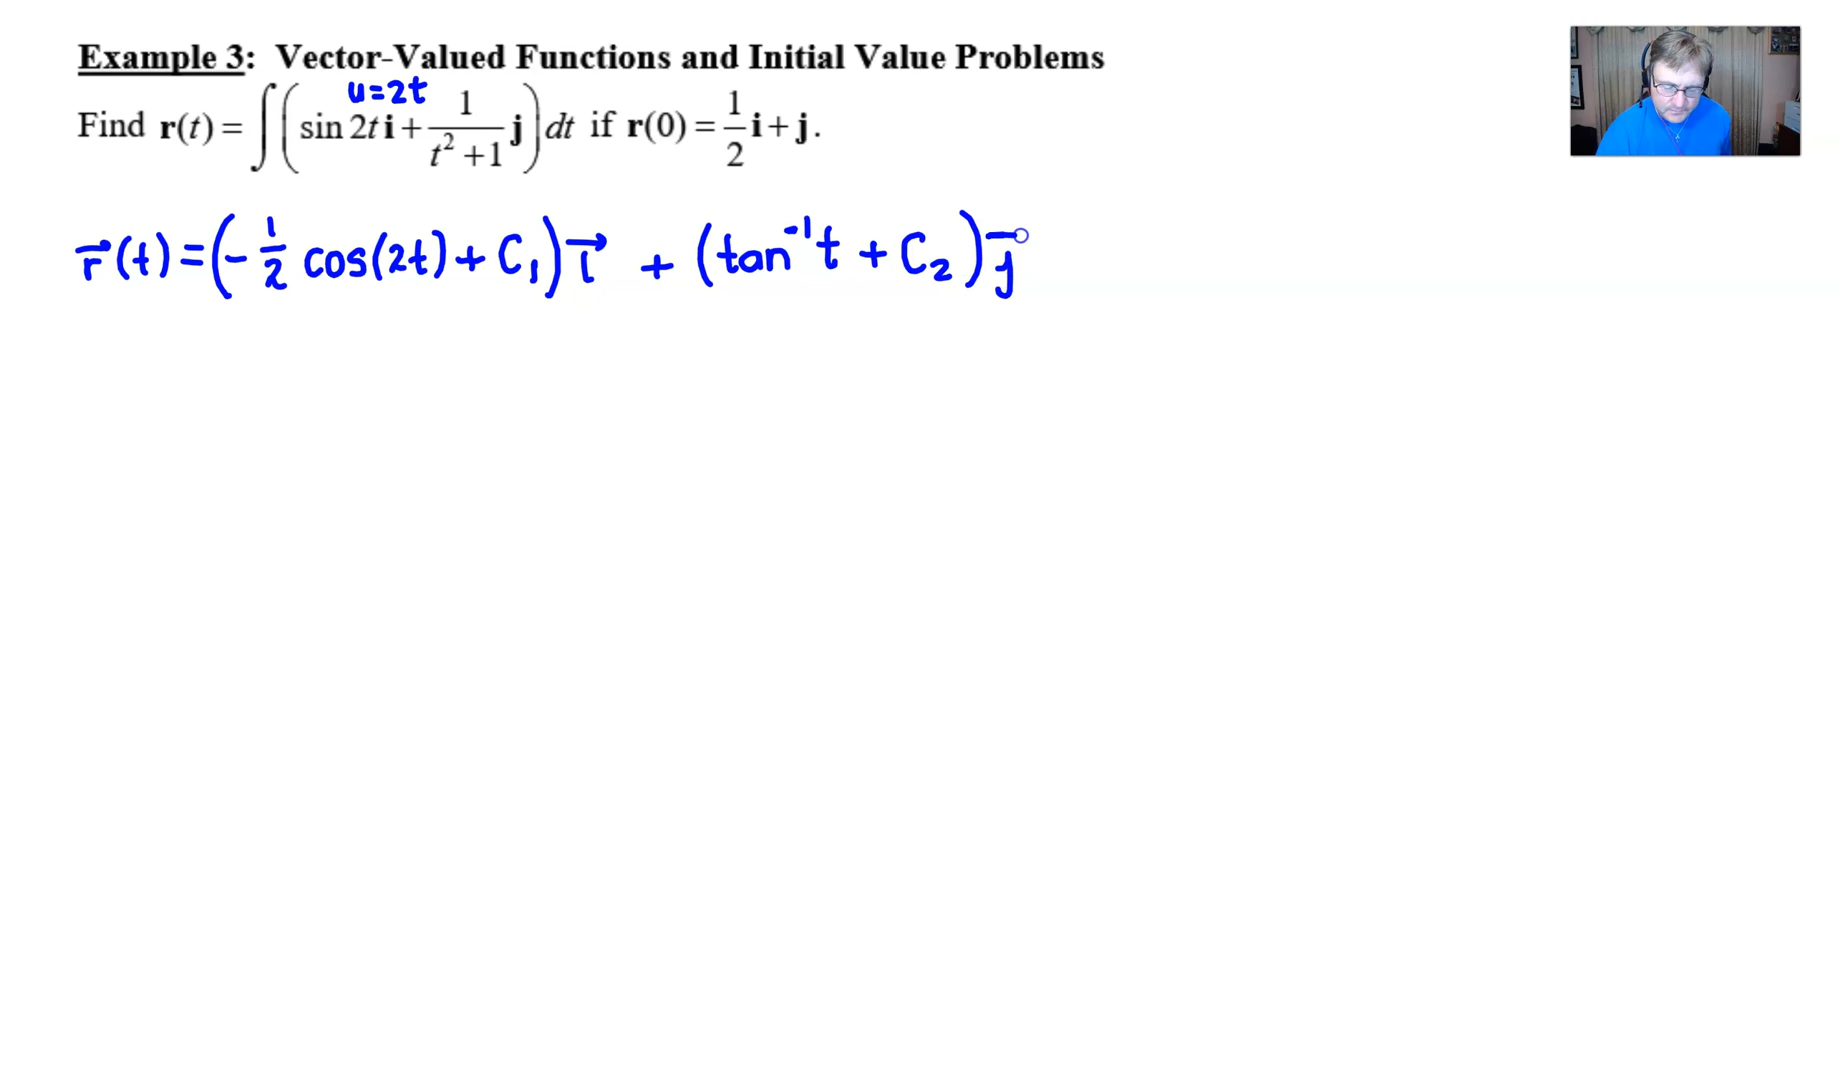 Example 3: Vector-Valued Functions and Initial Value Problems
u=2t
Find r(t) = ∫( sin 2t i + 1/(t² +1) j ) dt if r(0) = 1/2 i + j.
r⃗(t) = (-1/2 cos(2t) + C₁) i⃗ + (tan⁻¹t + C₂) j⃗